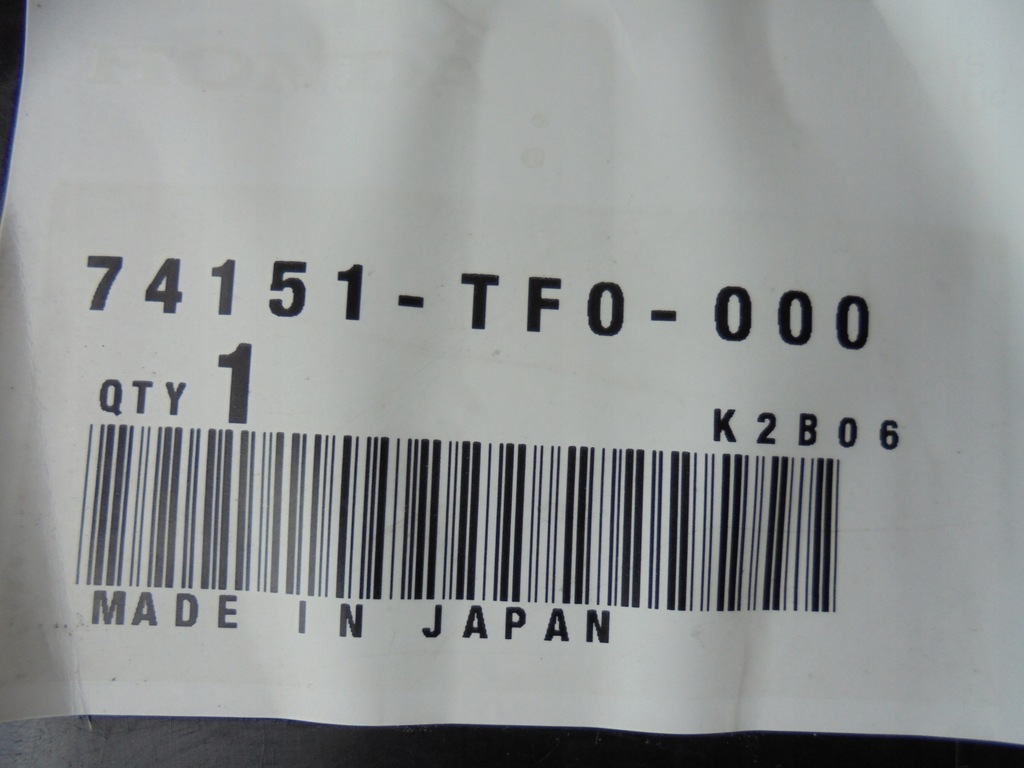 74151-TF0-000
QTY 1
K2B06
MADE IN JAPAN